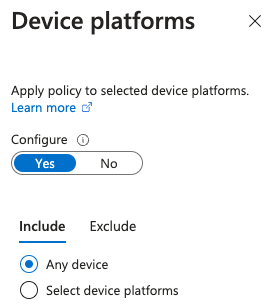 Device platforms
Apply policy to selected device platforms.
Learn more
Configure
Yes No
Include Exclude
Any device
Select device platforms